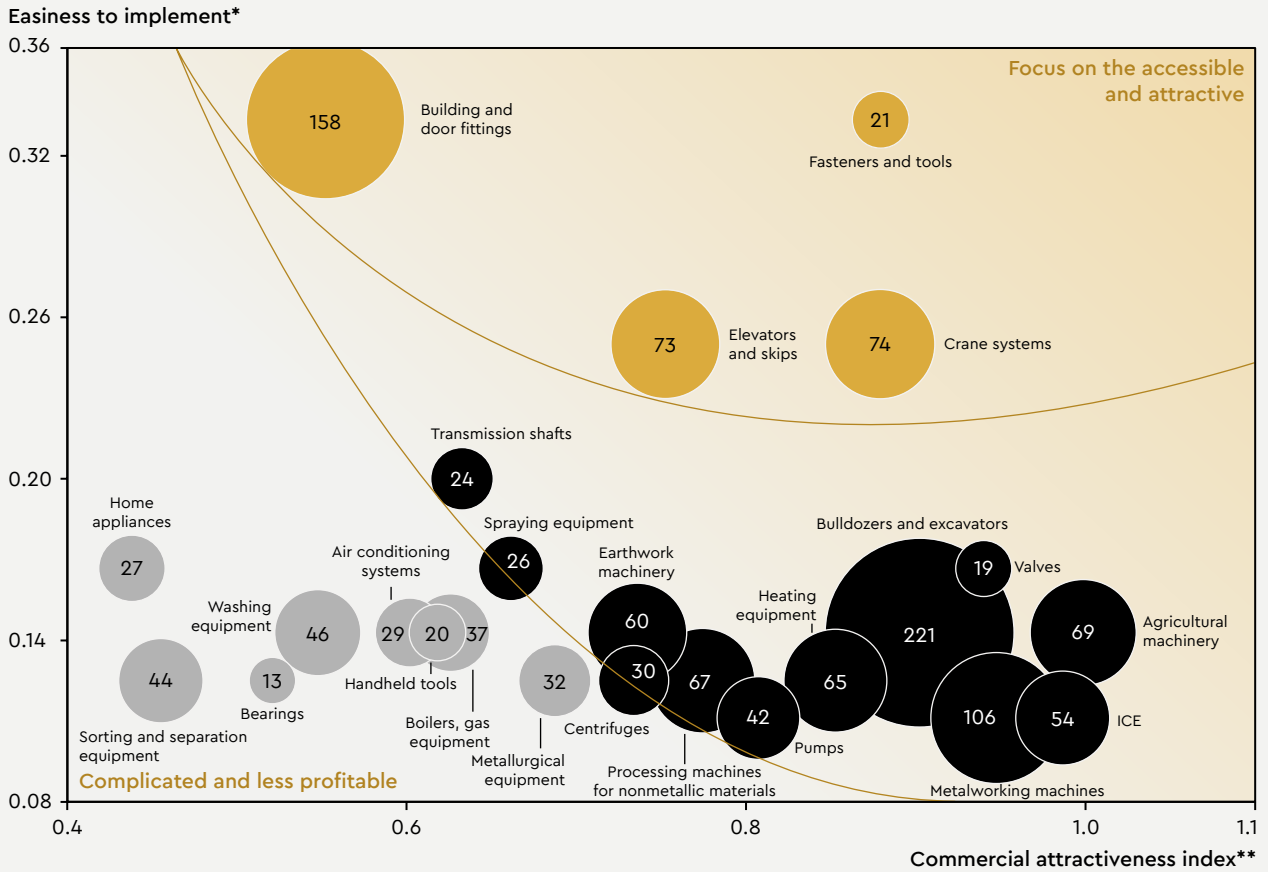 Easiness to implement*
0.36
Focus on the accessible
and attractive
158
Building and
door fittings
21
Fasteners and tools
0.32
0.26
73
Elevators
and skips
74
Crane systems
Transmission shafts
0.20
24
Home
appliances
27
Spraying equipment
26
Air conditioning
systems
Earthwork
machinery
60
Bulldozers and excavators
221
19
Valves
Washing
equipment
46
29
20
37
Heating
equipment
65
69
Agricultural
machinery
0.14
44
Sorting and separation
equipment
13
Bearings
Handheld tools
Boilers, gas
equipment
32
Metallurgical
equipment
30
Centrifuges
67
Processing machines
for nonmetallic materials
42
Pumps
106
Metalworking machines
54
ICE
Complicated and less profitable
0.08
0.4
0.6
0.8
1.0
1.1
Commercial attractiveness index**